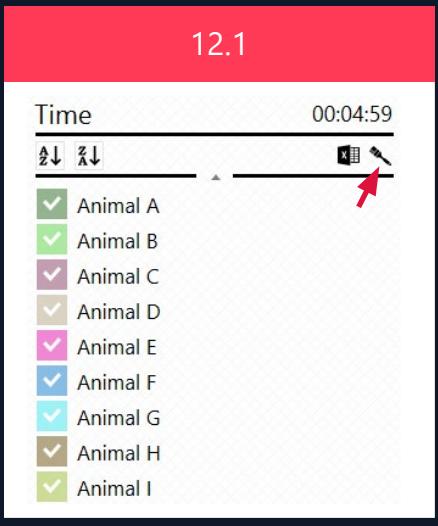 12.1
Time 00:04:59
A Z Z A X
Animal A
Animal B
Animal C
Animal D
Animal E
Animal F
Animal G
Animal H
Animal I